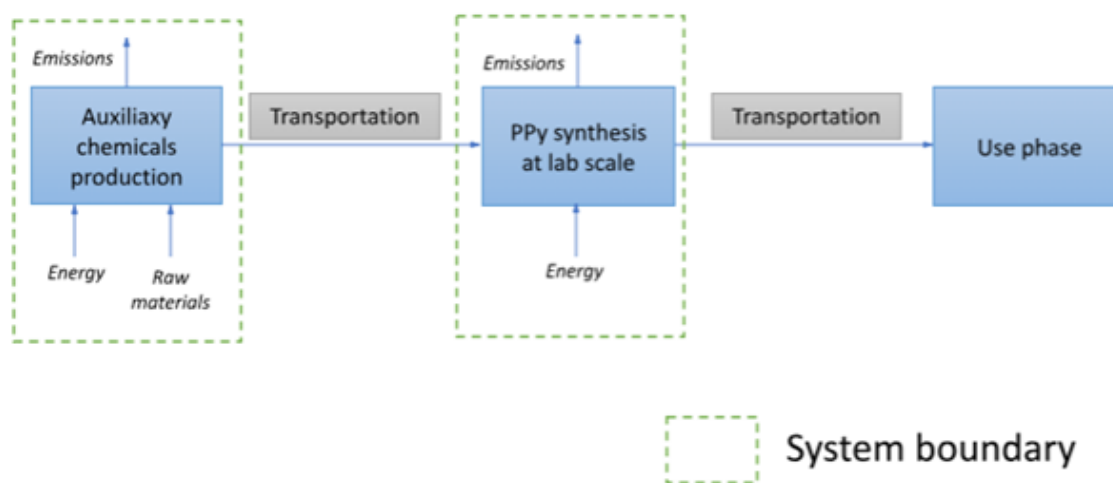 Emissions
Auxiliaxy
chemicals
production
Energy
Raw
materials
Transportation
Emissions
PPy synthesis
at lab scale
Energy
Transportation
Use phase
System boundary